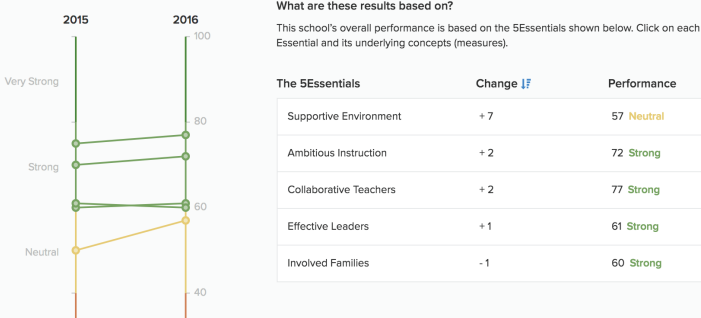 What are these results based on?
2015 2016
This school's overall performance is based on the 5Essentials shown below. Click on each
Essential and its underlying concepts (measures).
100
Very Strong
The 5Essentials Change Performance
Supportive Environment + 7 57 Neutral
80
Ambitious Instruction + 2 72 Strong
Strong
Collaborative Teachers + 2 77 Strong
60
Effective Leaders + 1 61 Strong
Neutral
Involved Families - 1 60 Strong
40